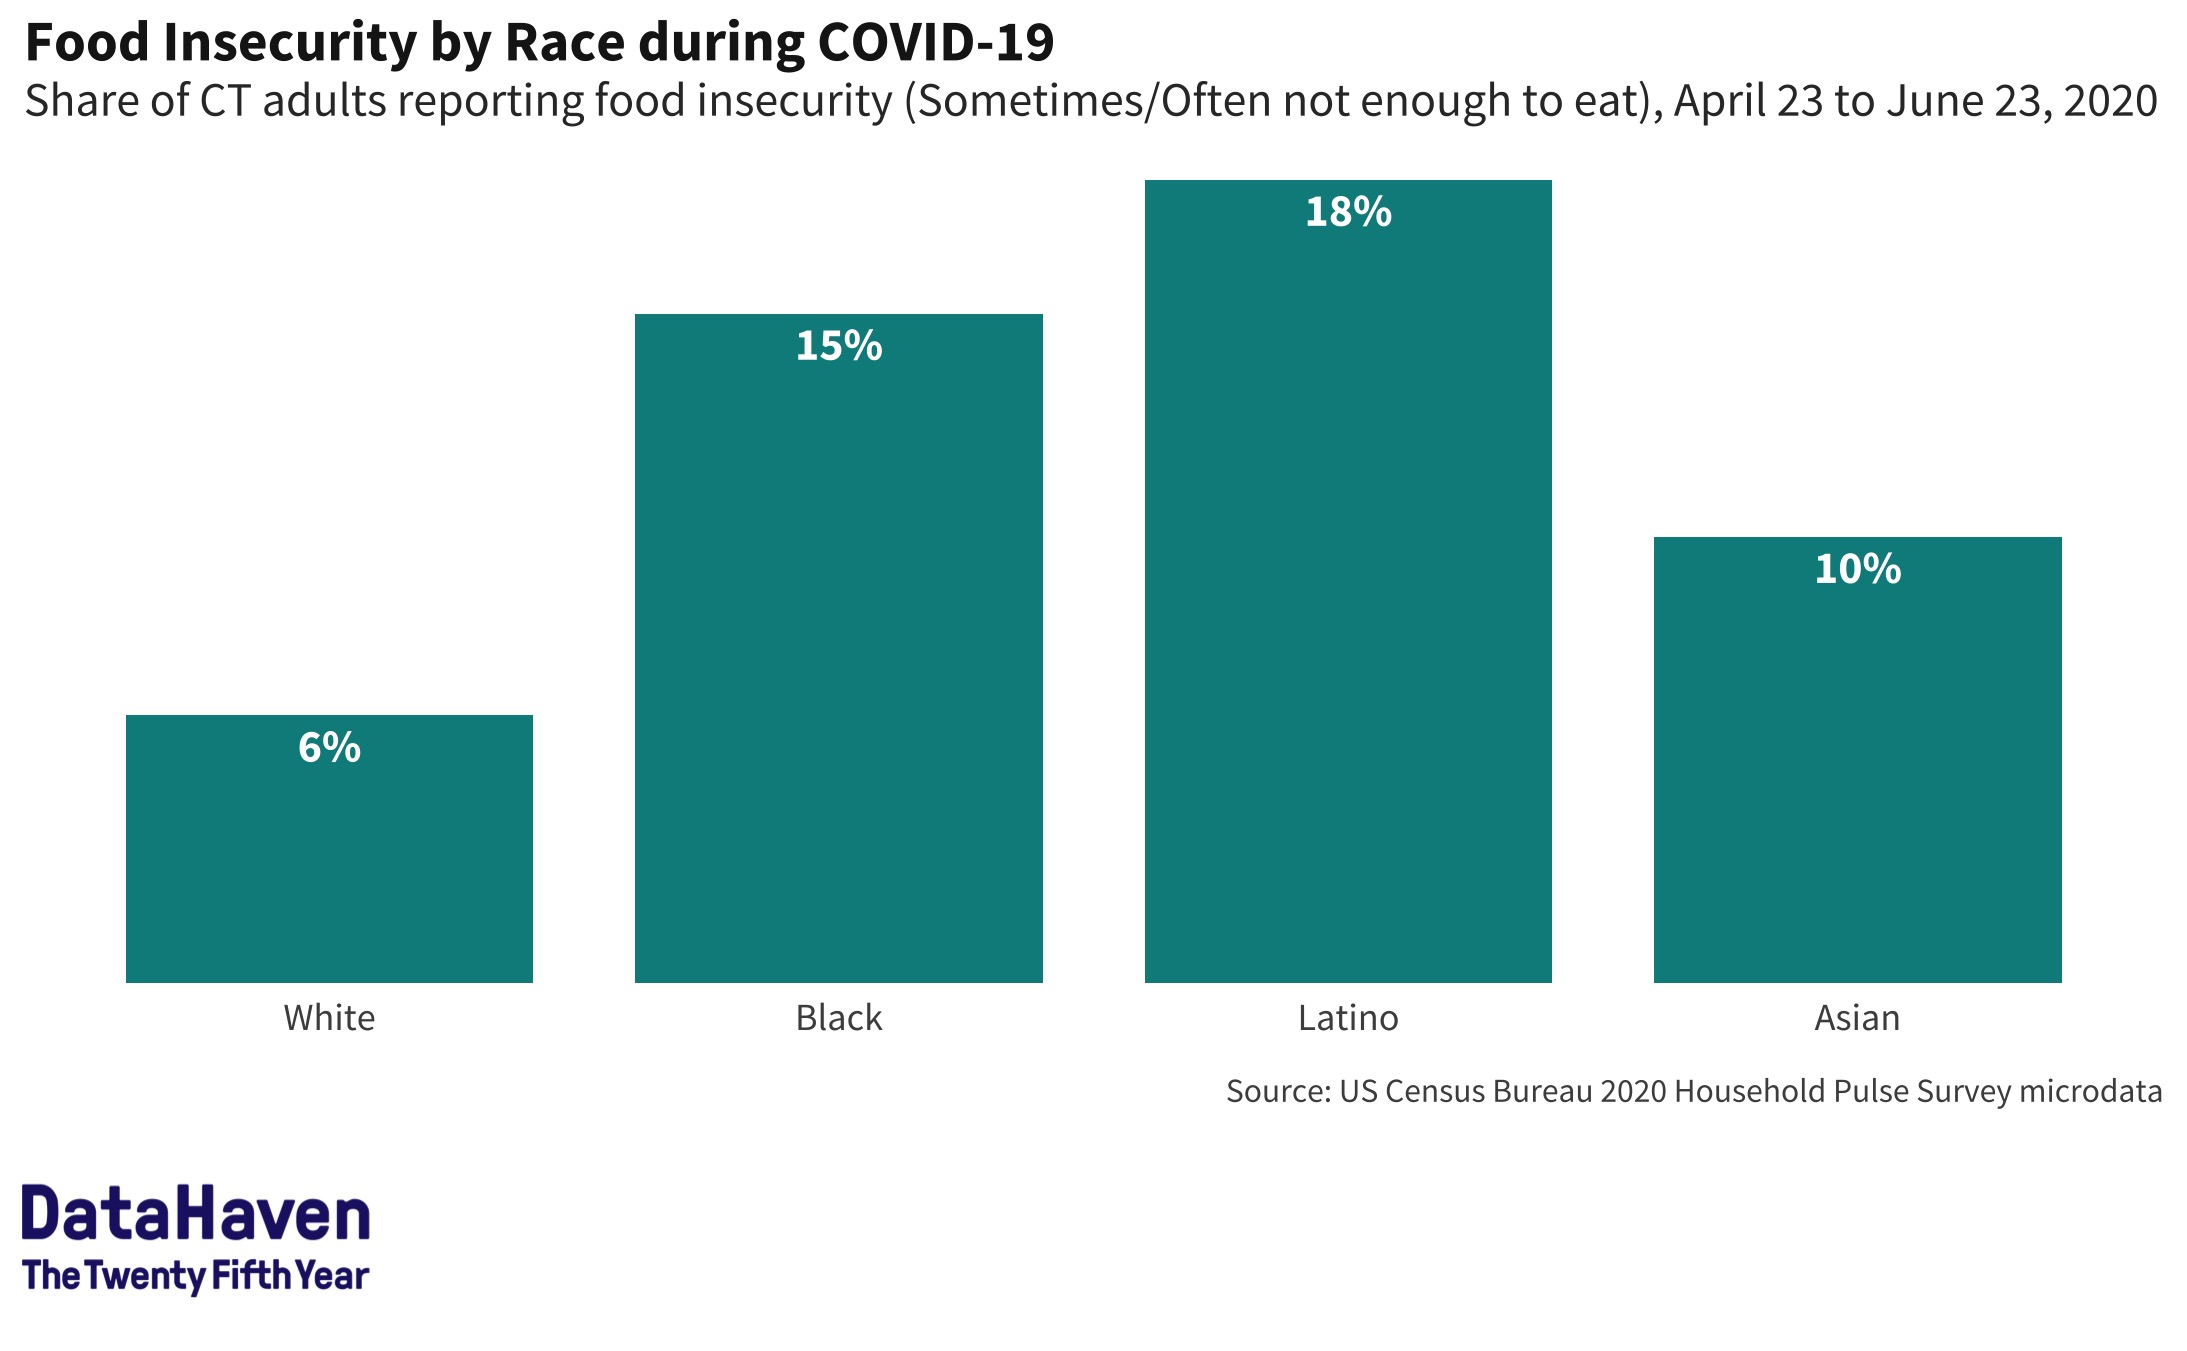 Food Insecurity by Race during COVID-19
Share of CT adults reporting food insecurity (Sometimes/Often not enough to eat), April 23 to June 23, 2020
18%
15%
10%
6%
White
Black
Latino
Asian
Source: US Census Bureau 2020 Household Pulse Survey microdata
DataHaven
The Twenty Fifth Year